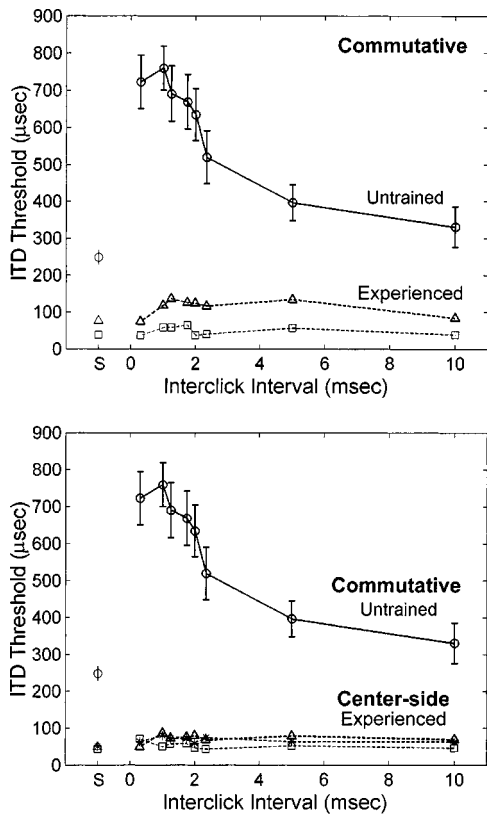 900
800
700
600
500
400
300
200
100
0
ITD Threshold (µsec)
Commutative
Untrained
Experienced
S 0 2 4 6 8 10
Interclick Interval (msec)
900
800
700
600
500
400
300
200
100
0
ITD Threshold (µsec)
Commutative
Untrained
Center-side
Experienced
S 0 2 4 6 8 10
Interclick Interval (msec)